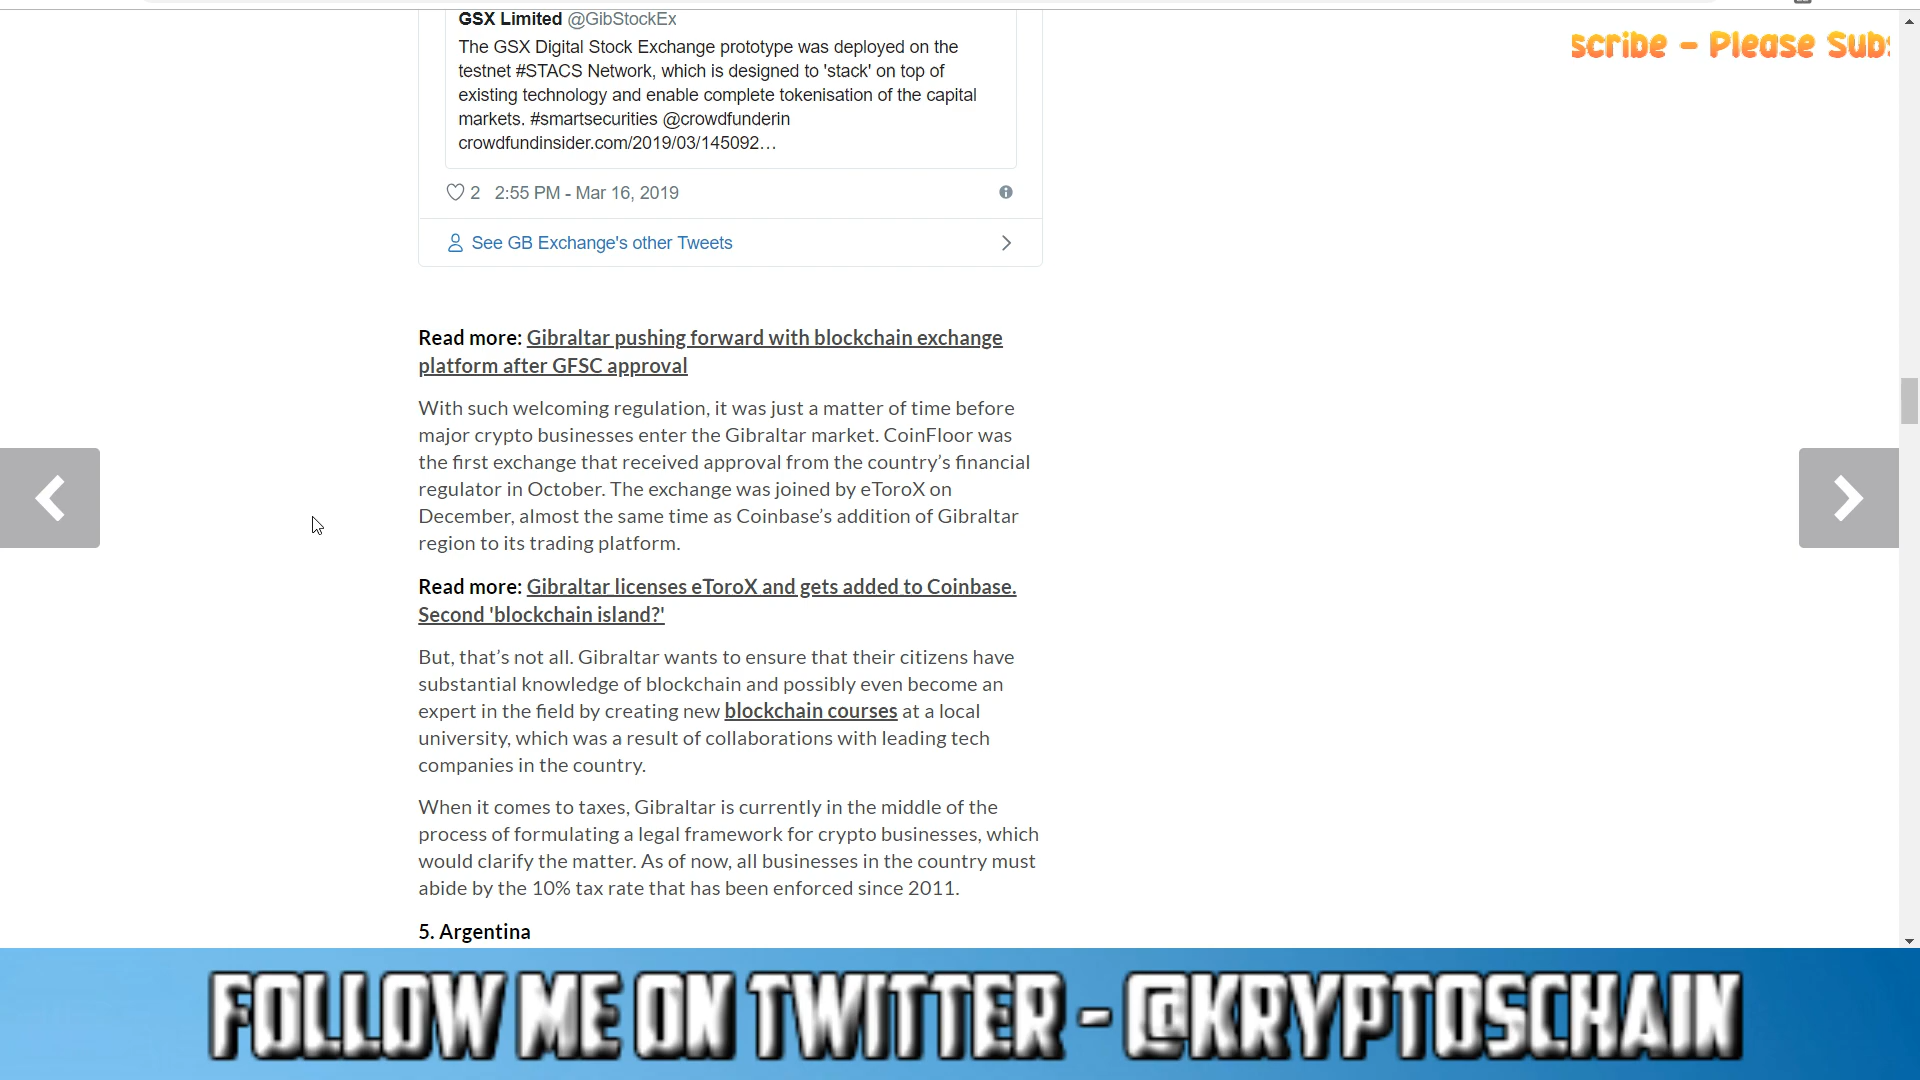 GSX Limited @GibStockEx
scribe - Please Sub
The GSX Digital Stock Exchange prototype was deployed on the
testnet #STACS Network, which is designed to 'stack' on top of
existing technology and enable complete tokenisation of the capital
markets. #smartsecurities @crowdfunderin
crowdfundinsider.com/2019/03/145092…
2 2:55 PM - Mar 16, 2019
See GB Exchange's other Tweets
Read more: Gibraltar pushing forward with blockchain exchange
platform after GFSC approval
With such welcoming regulation, it was just a matter of time before
major crypto businesses enter the Gibraltar market. CoinFloor was
the first exchange that received approval from the country’s financial
regulator in October. The exchange was joined by eToroX on
December, almost the same time as Coinbase’s addition of Gibraltar
region to its trading platform.
Read more: Gibraltar licenses eToroX and gets added to Coinbase.
Second 'blockchain island?'
But, that’s not all. Gibraltar wants to ensure that their citizens have
substantial knowledge of blockchain and possibly even become an
expert in the field by creating new blockchain courses at a local
university, which was a result of collaborations with leading tech
companies in the country.
When it comes to taxes, Gibraltar is currently in the middle of the
process of formulating a legal framework for crypto businesses, which
would clarify the matter. As of now, all businesses in the country must
abide by the 10% tax rate that has been enforced since 2011.
5. Argentina
FOLLOW ME ON TWITTER - @KRYPTOSCHAIN